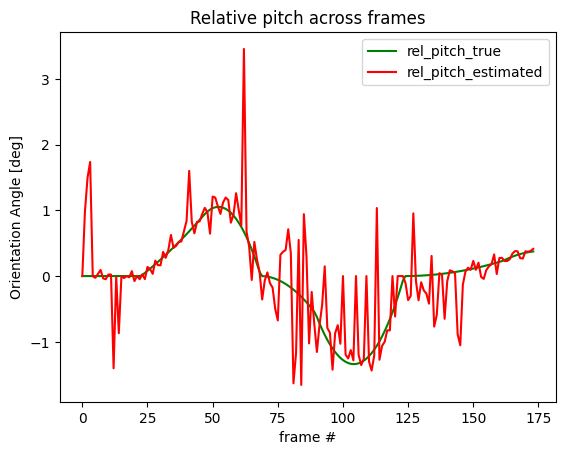 Relative pitch across frames
rel_pitch_true
rel_pitch_estimated
Orientation Angle [deg]
3
2
1
0
−1
0 25 50 75 100 125 150 175
frame #